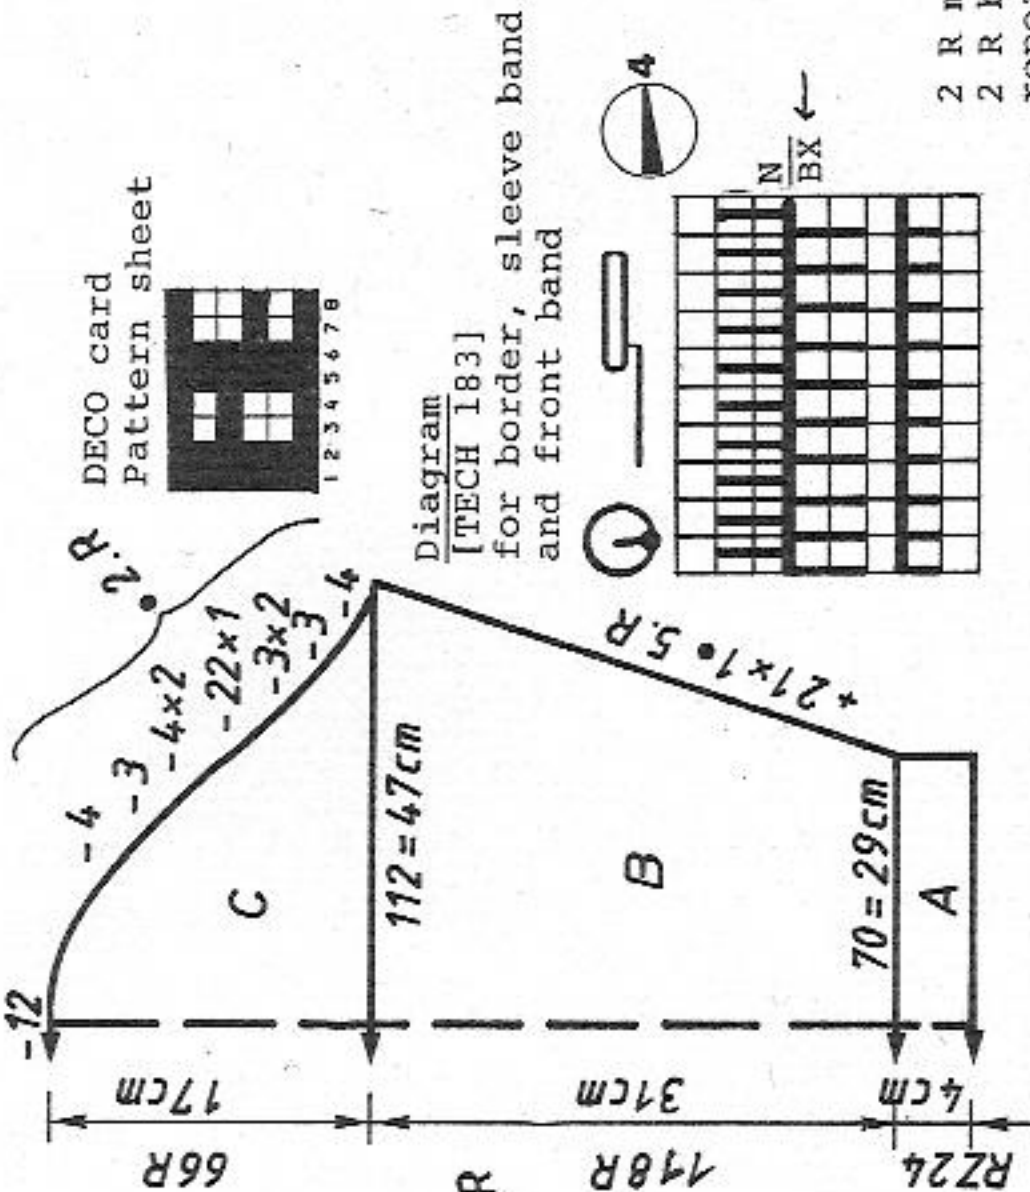 DECO card
Pattern sheet
1 2 3 4 5 6 7 8
Diagram
[TECH 183]
for border, sleeve band
and front band
4
N
BX ←
2 R
2 R
-12
-4
-3
-4×2
-22×1
-3×2
-3
-4
• 2.R
C
112=47cm
+21×1 • 5.R
B
70=29cm
A
17cm
66R
31cm
118R
4cm
RZ24
R